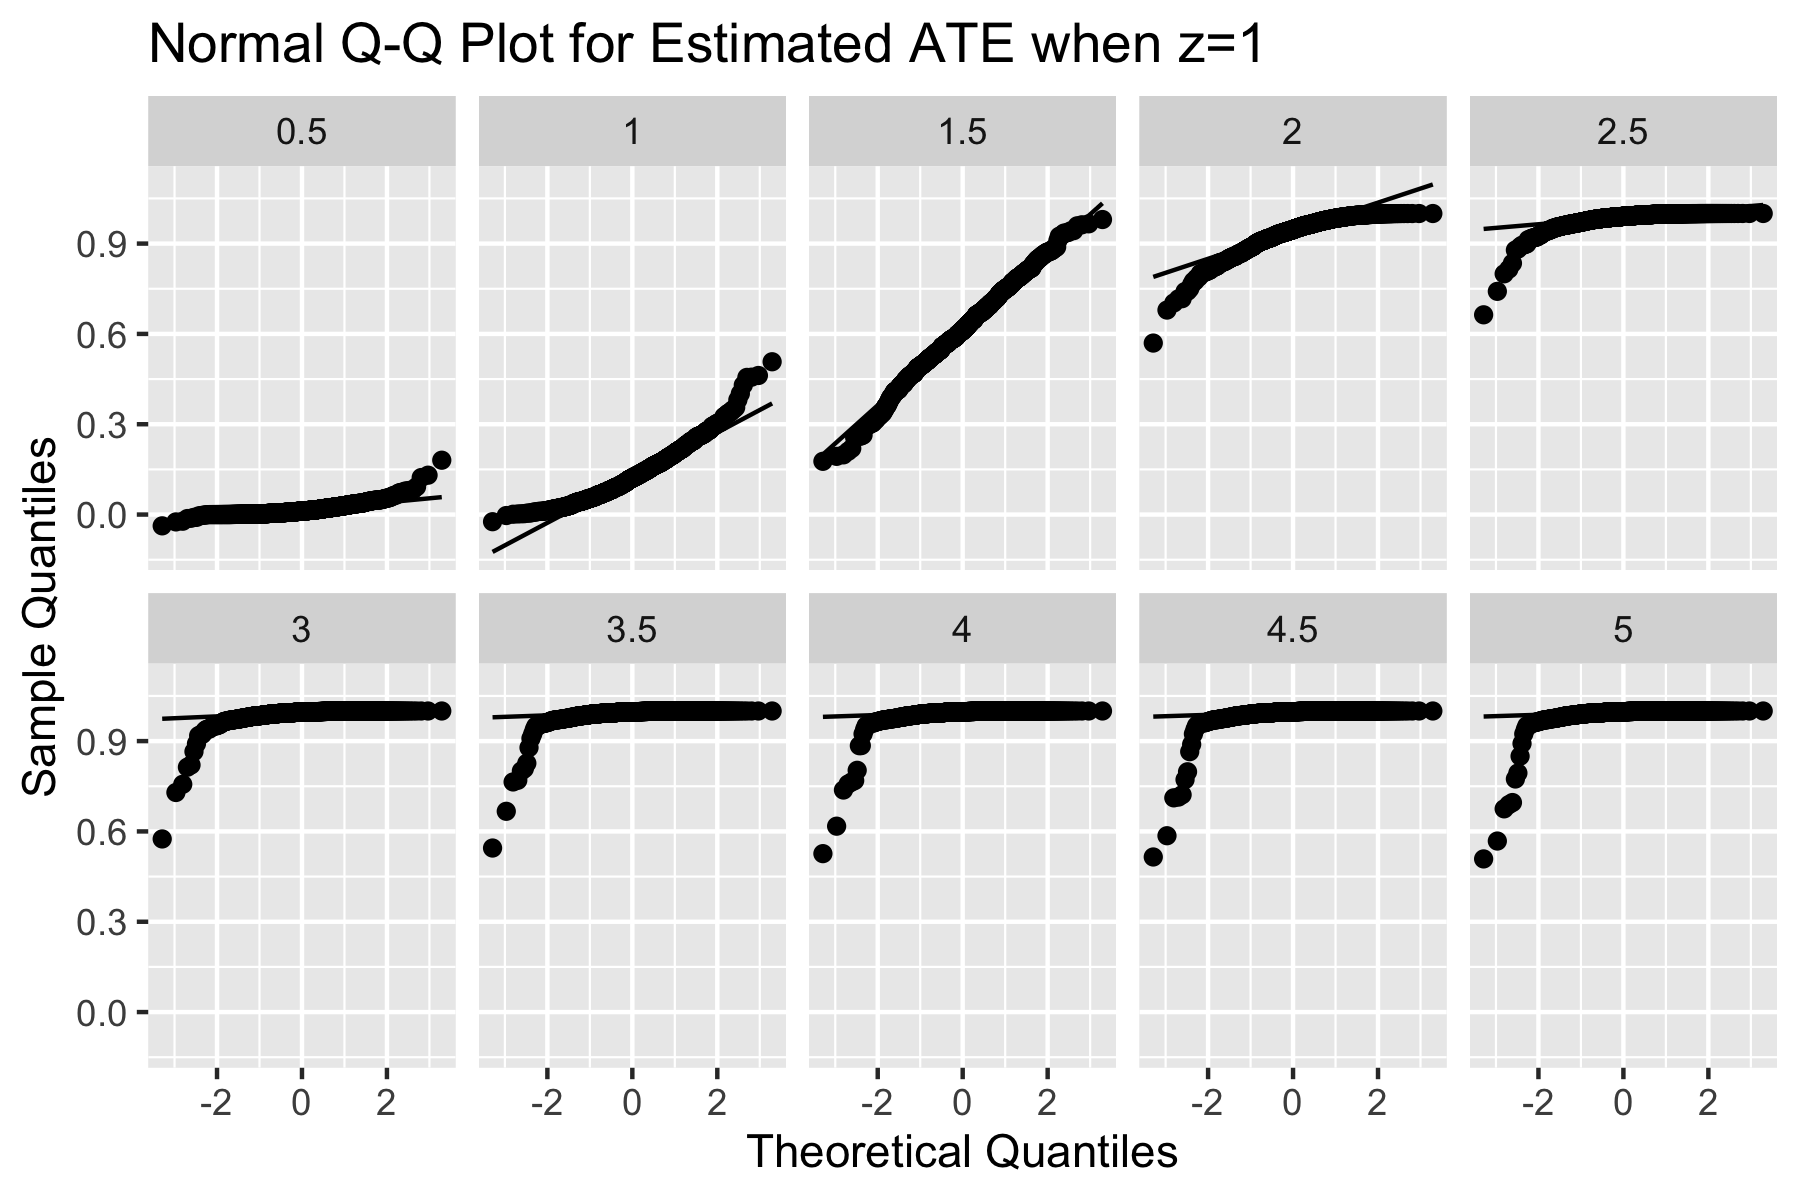 Normal Q-Q Plot for Estimated ATE when z=1
0.5 1 1.5 2 2.5
0.9
0.6
0.3
0.0
3 3.5 4 4.5 5
0.9
0.6
0.3
0.0
Sample Quantiles
-2 0 2 -2 0 2 -2 0 2 -2 0 2 -2 0 2
Theoretical Quantiles